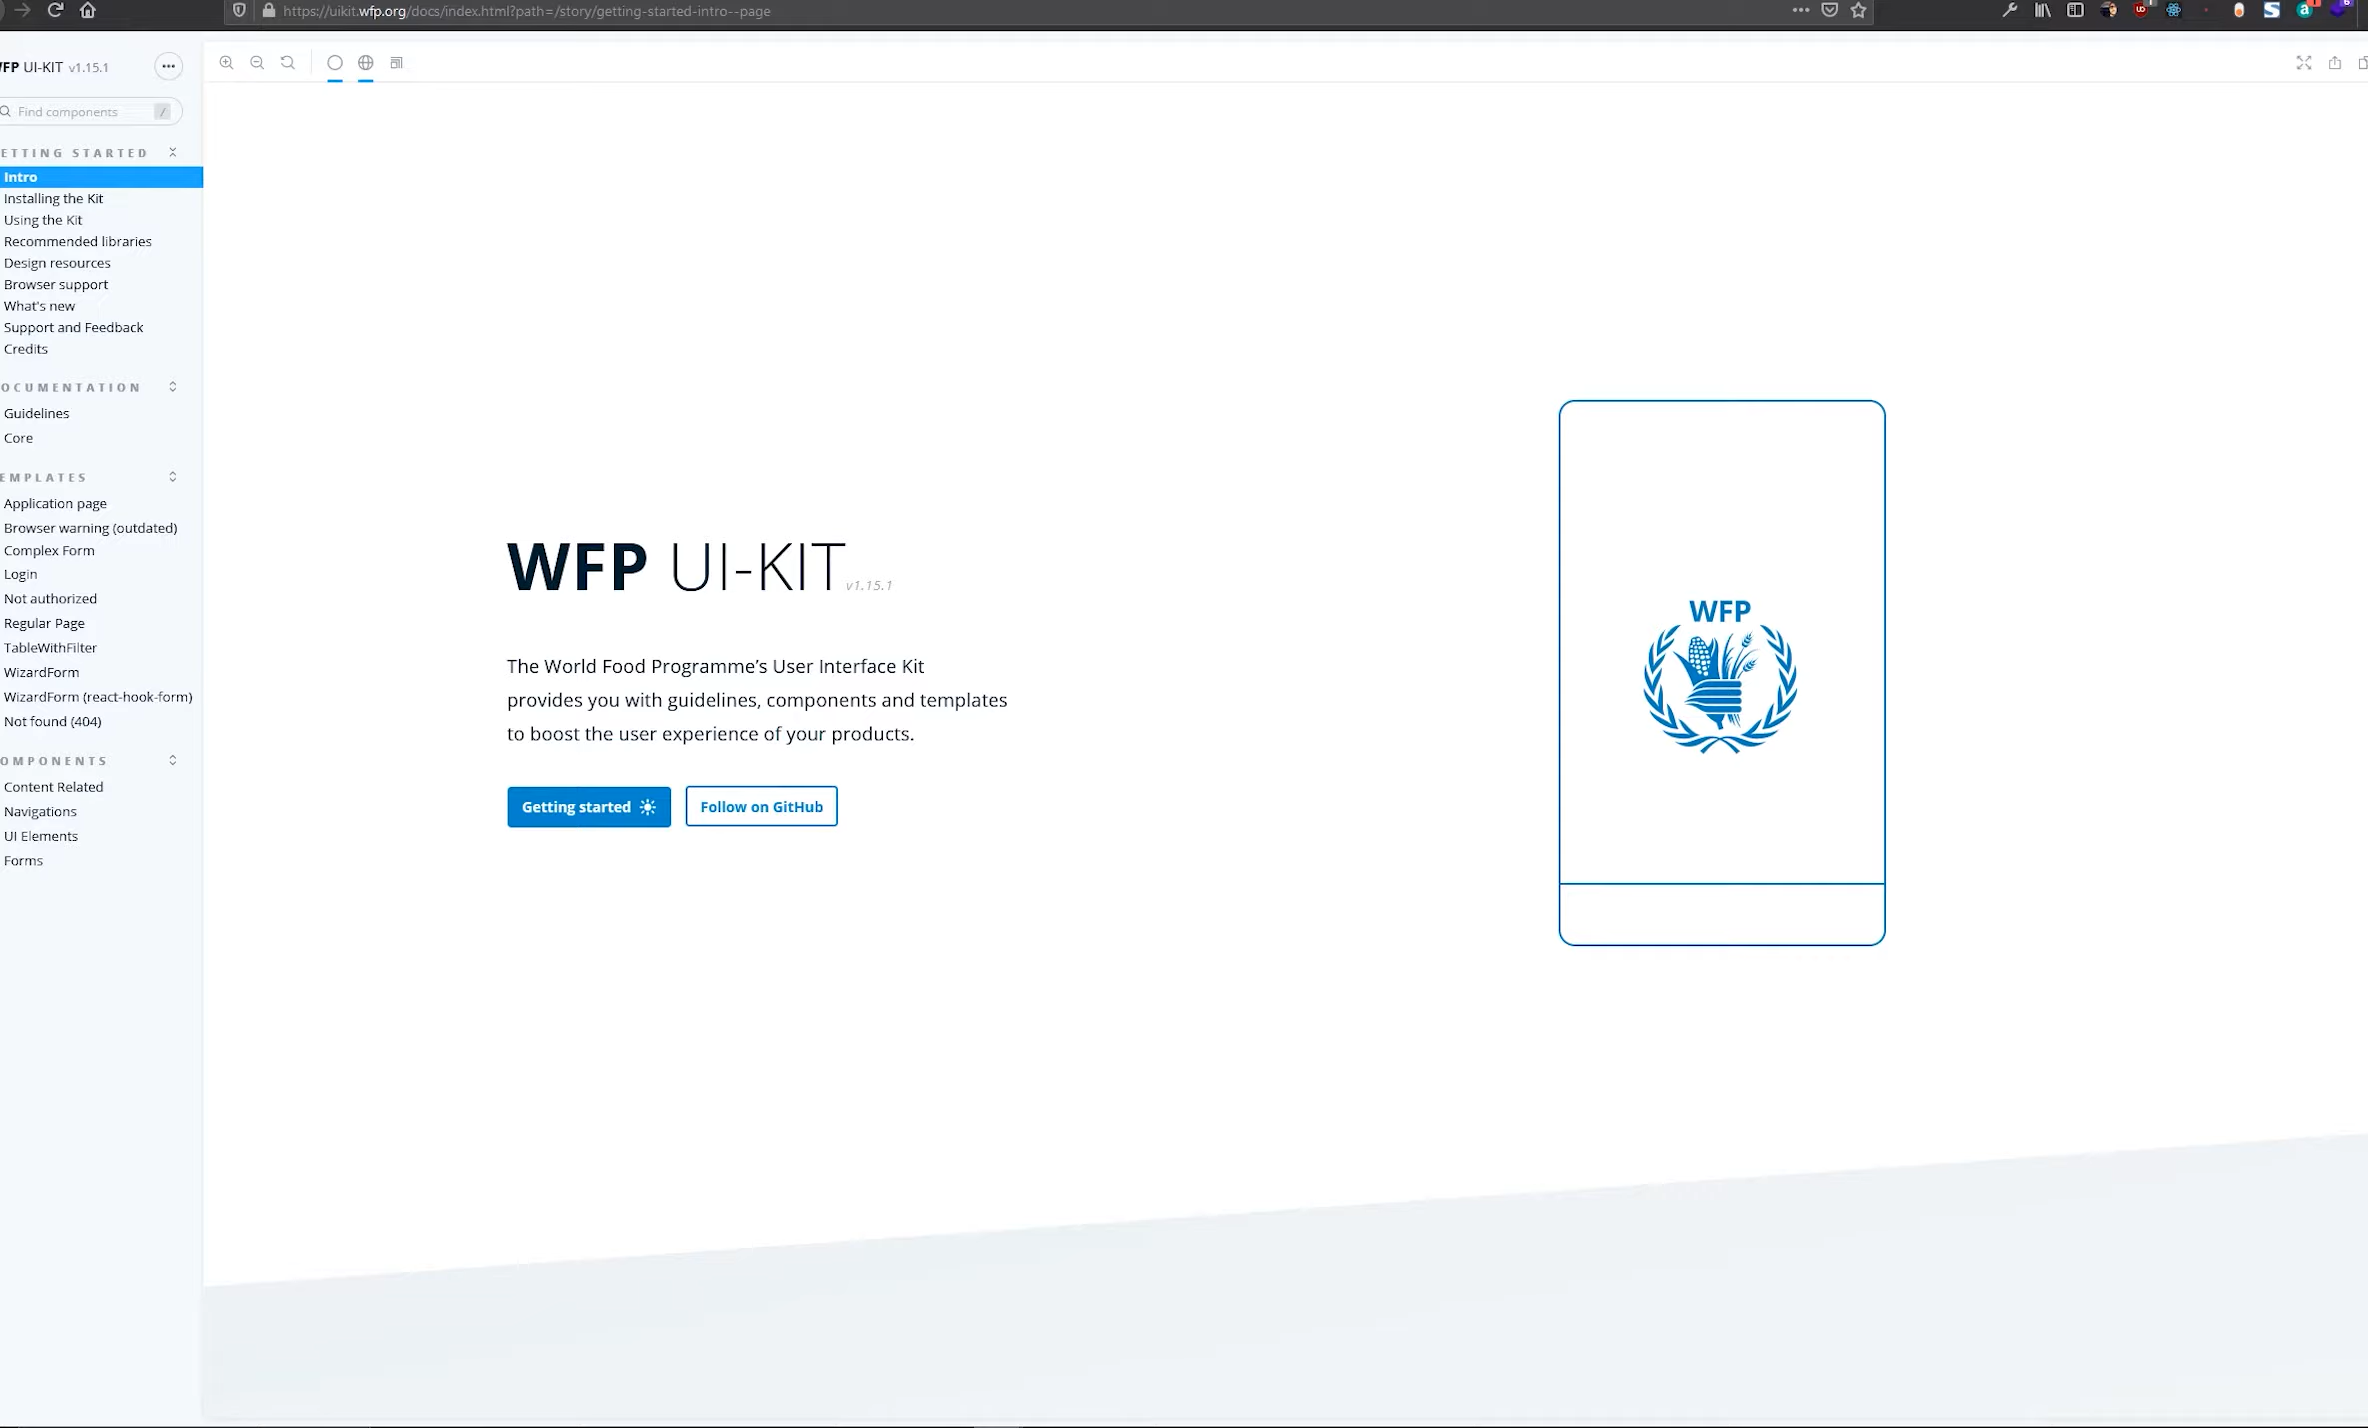 https://uikit.wfp.org/docs/index.html?path=/story/getting-started-intro--page
FP UI-KIT v1.15.1
Find components /
ETTING STARTED
Intro
Installing the Kit
Using the Kit
Recommended libraries
Design resources
Browser support
What's new
Support and Feedback
Credits
OCUMENTATION
Guidelines
Core
EMPLATES
Application page
Browser warning (outdated)
Complex Form
Login
Not authorized
Regular Page
TableWithFilter
WizardForm
WizardForm (react-hook-form)
Not found (404)
OMPONENTS
Content Related
Navigations
UI Elements
Forms
WFP UI-KIT v1.15.1
The World Food Programme’s User Interface Kit
provides you with guidelines, components and templates
to boost the user experience of your products.
Getting started
Follow on GitHub
WFP